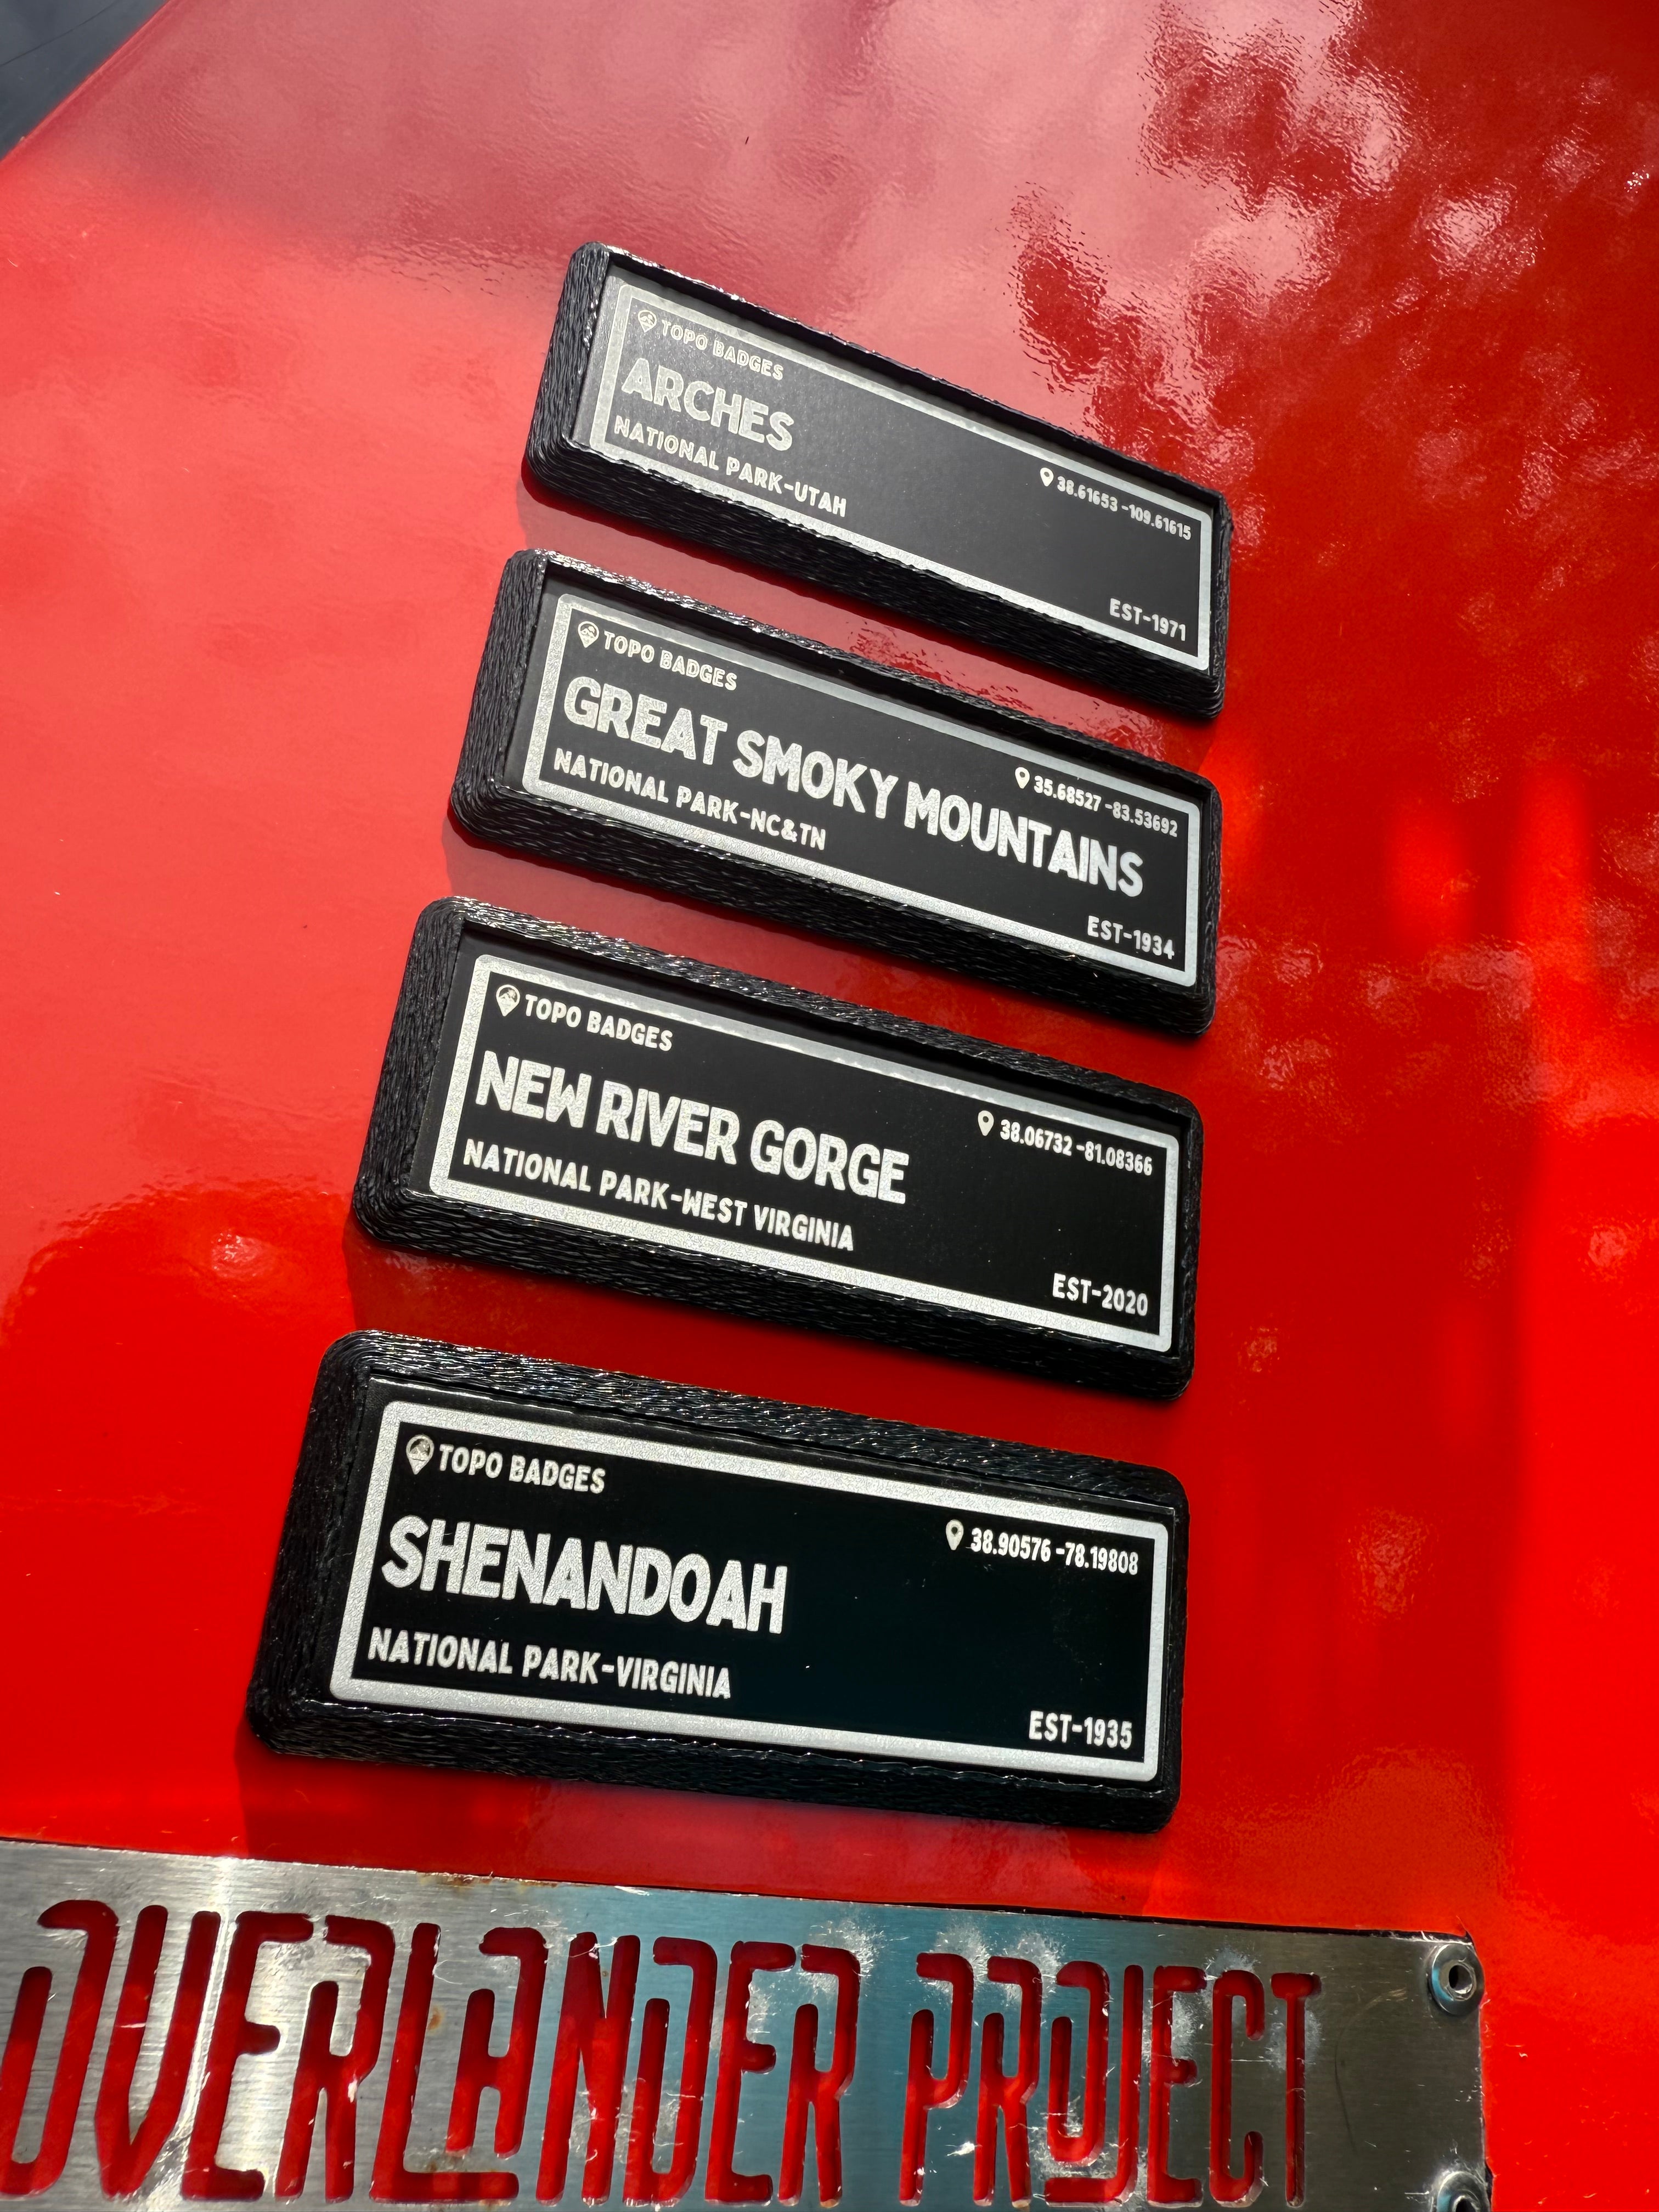 TOPO BADGES
ARCHES
NATIONAL PARK-UTAH
38.61653 -109.61615
EST-1971
TOPO BADGES
GREAT SMOKY MOUNTAINS
NATIONAL PARK-NC&TN
35.68527 -83.53692
EST-1934
TOPO BADGES
NEW RIVER GORGE
NATIONAL PARK-WEST VIRGINIA
38.06732 -81.08366
EST-2020
TOPO BADGES
SHENANDOAH
NATIONAL PARK-VIRGINIA
38.90576 -78.19808
EST-1935
OVERLANDER PROJECT